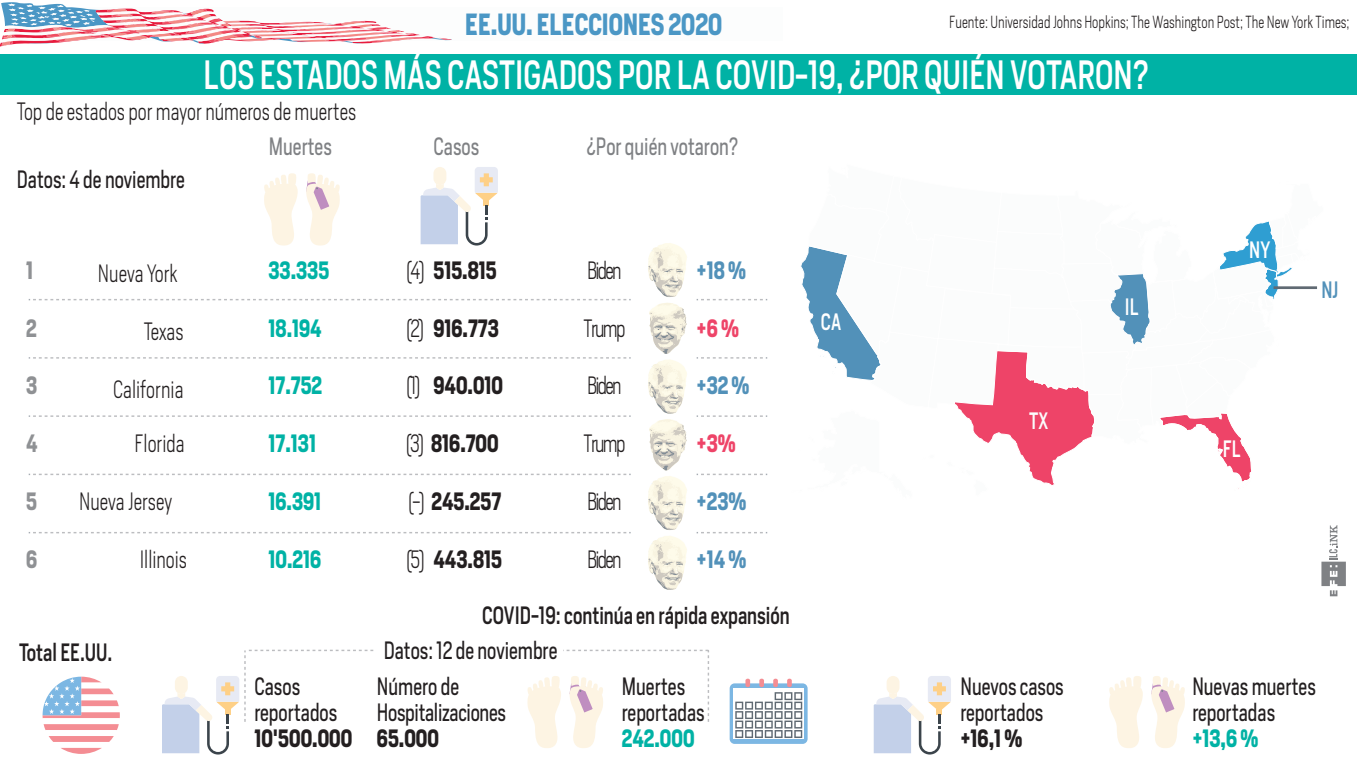 EE.UU. ELECCIONES 2020
Fuente: Universidad Johns Hopkins; The Washington Post; The New York Times;
LOS ESTADOS MÁS CASTIGADOS POR LA COVID-19, ¿POR QUIÉN VOTARON?
Top de estados por mayor números de muertes
Muertes Casos ¿Por quién votaron?
Datos: 4 de noviembre
1 Nueva York 33.335 (4) 515.815 Biden +18 %
2 Texas 18.194 (2) 916.773 Trump +6 %
3 California 17.752 (1) 940.010 Biden +32 %
4 Florida 17.131 (3) 816.700 Trump +3%
5 Nueva Jersey 16.391 (-) 245.257 Biden +23%
6 Illinois 10.216 (5) 443.815 Biden +14 %
NY
NJ
IL
CA
TX
FL
EFE: ILC.iNK
COVID-19: continúa en rápida expansión
Total EE.UU.
Datos: 12 de noviembre
Casos
reportados
10'500.000
Número de
Hospitalizaciones
65.000
Muertes
reportadas
242.000
Nuevos casos
reportados
+16,1 %
Nuevas muertes
reportadas
+13,6 %